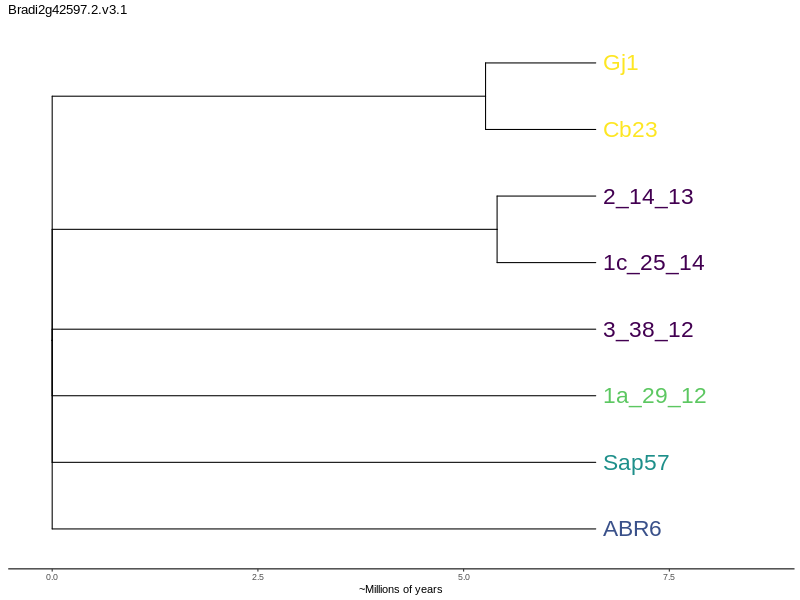 Bradi2g42597.2.v3.1
Gj1
Cb23
2_14_13
1c_25_14
3_38_12
1a_29_12
Sap57
ABR6
0.0 2.5 5.0 7.5
~Millions of years